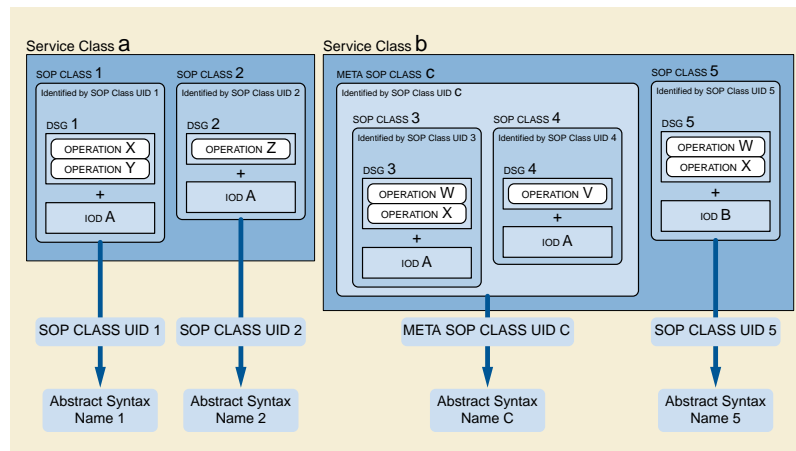 Service Class a
SOP CLASS 1
Identified by SOP Class UID 1
DSG 1
OPERATION X
OPERATION Y
+
IOD A
SOP CLASS 2
Identified by SOP Class UID 2
DSG 2
OPERATION Z
+
IOD A
Service Class b
META SOP CLASS C
Identified by SOP Class UID C
SOP CLASS 3
Identified by SOP Class UID 3
DSG 3
OPERATION W
OPERATION X
+
IOD A
SOP CLASS 4
Identified by SOP Class UID 4
DSG 4
OPERATION V
+
IOD A
SOP CLASS 5
Identified by SOP Class UID 5
DSG 5
OPERATION W
OPERATION X
+
IOD B
SOP CLASS UID 1
SOP CLASS UID 2
META SOP CLASS UID C
SOP CLASS UID 5
Abstract Syntax
Name 1
Abstract Syntax
Name 2
Abstract Syntax
Name C
Abstract Syntax
Name 5